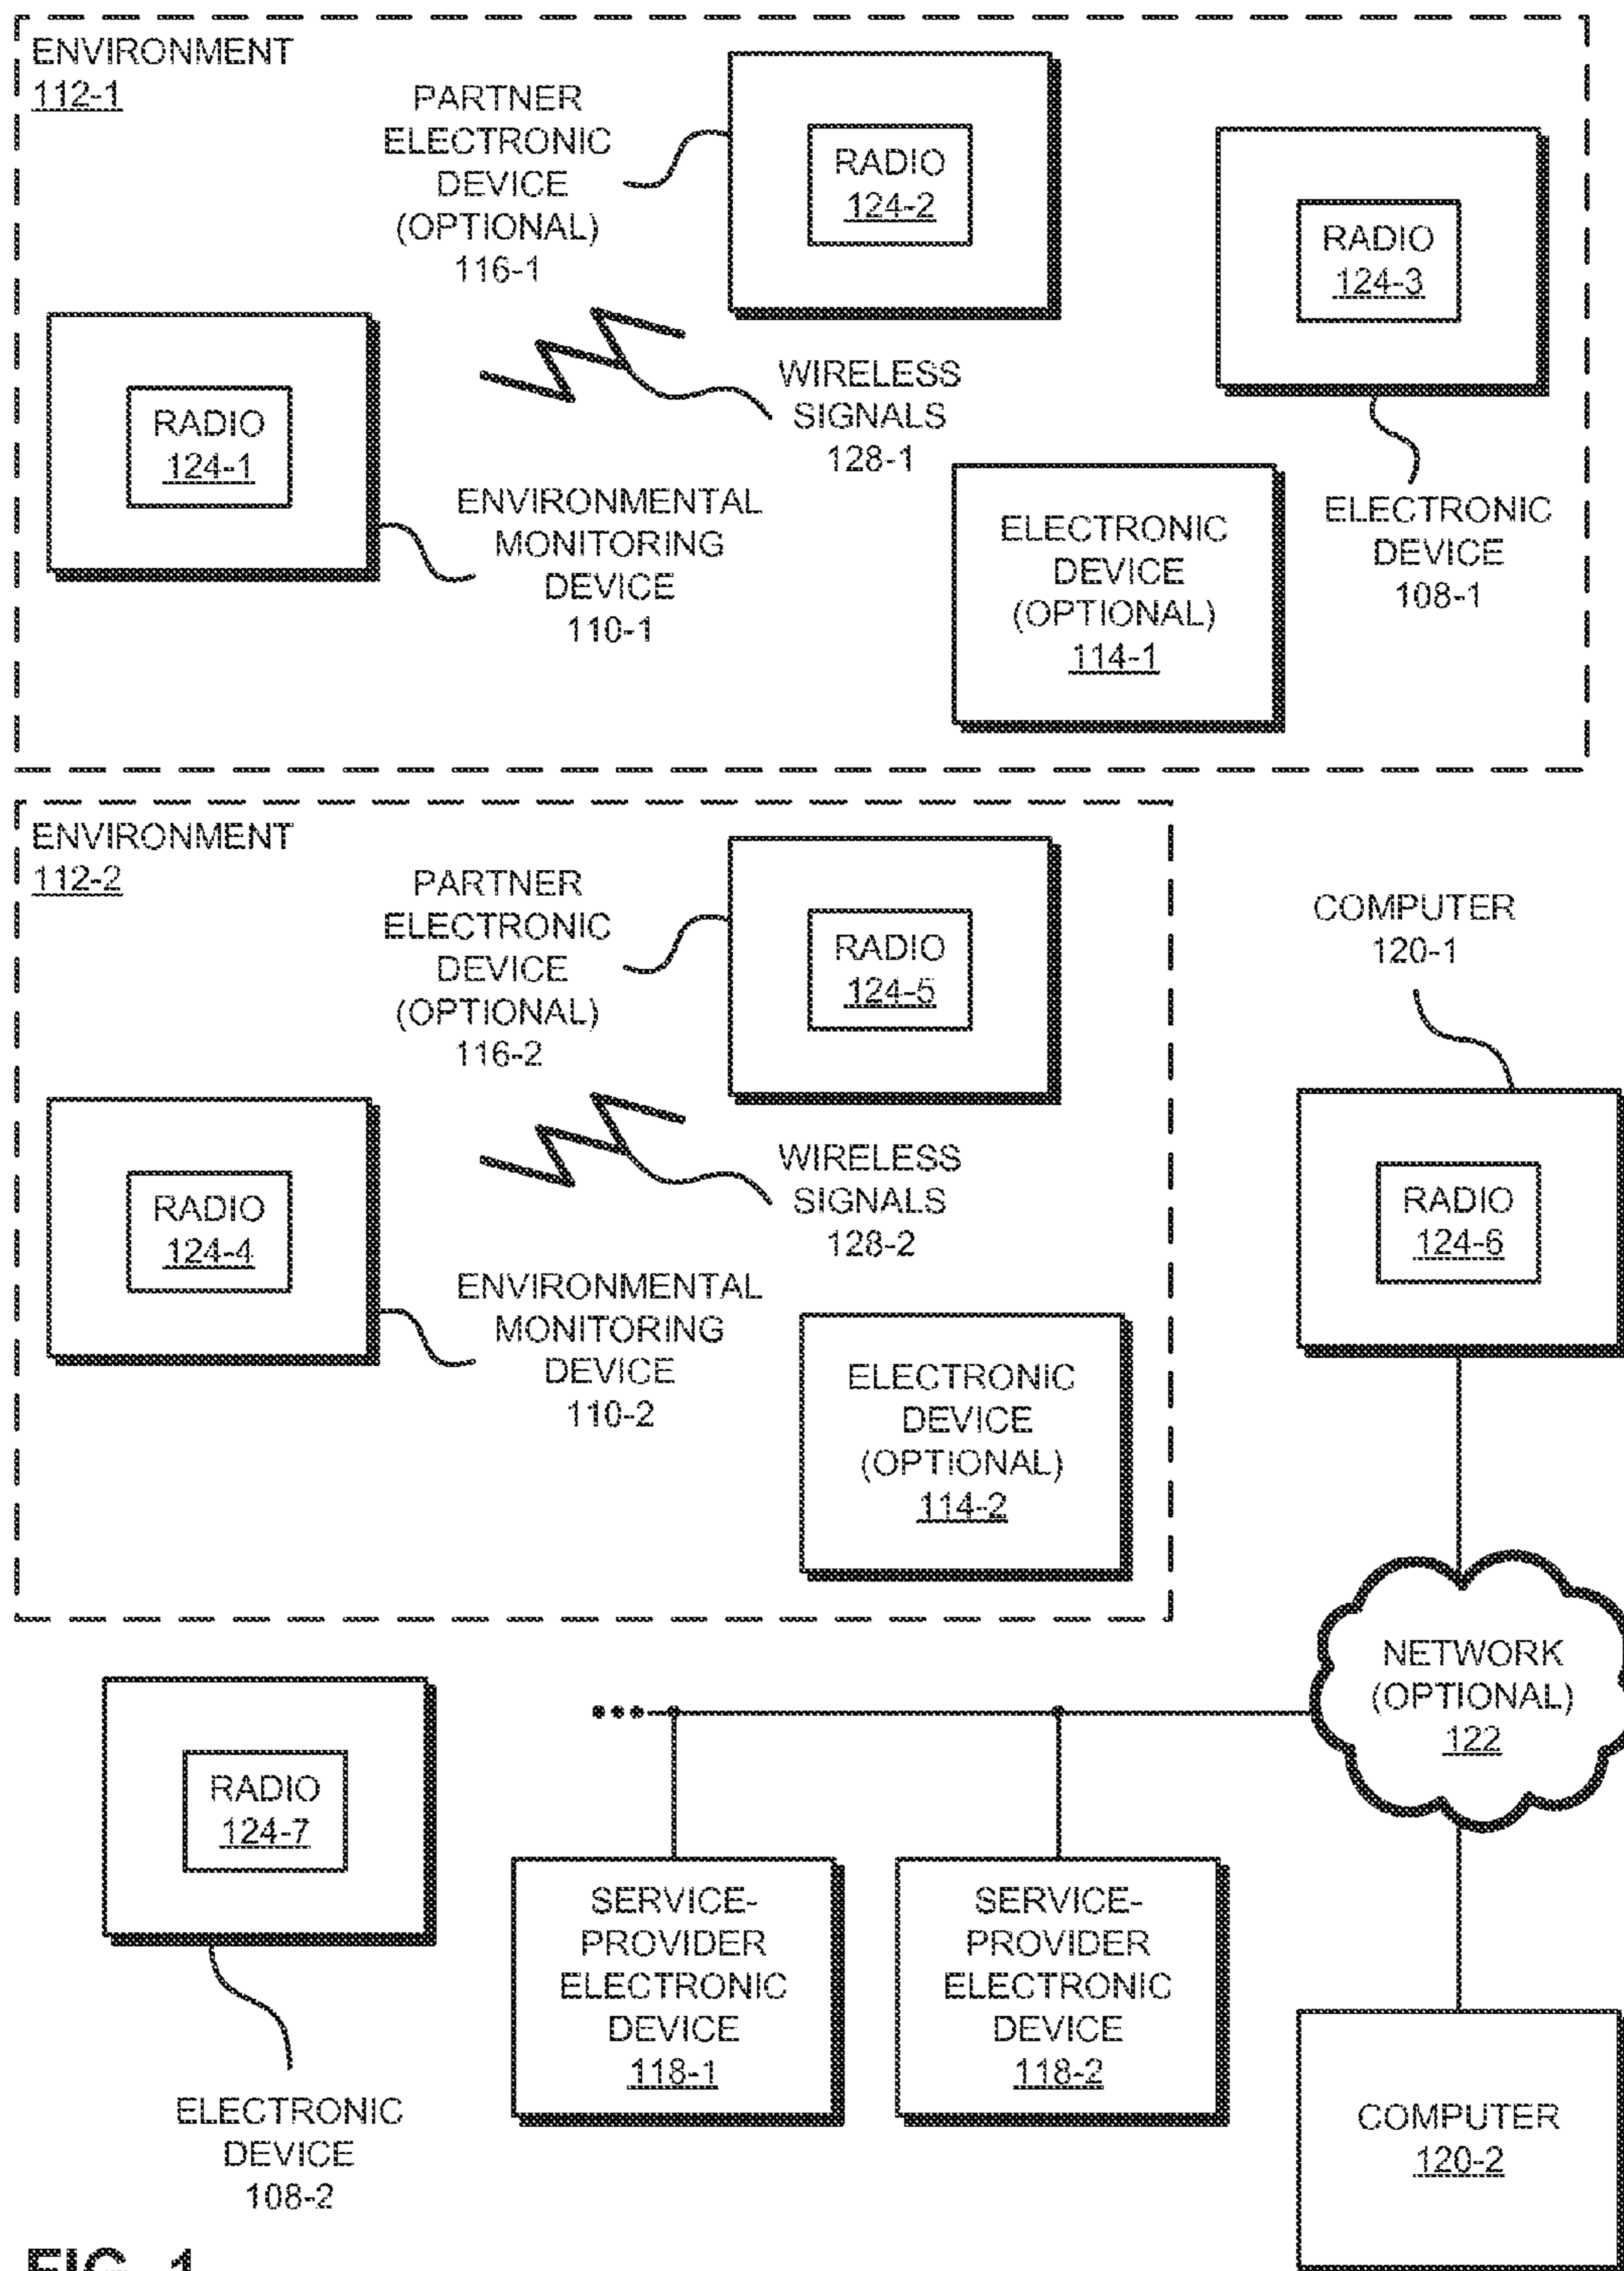 ENVIRONMENT
112-1
PARTNER
ELECTRONIC
DEVICE
(OPTIONAL)
116-1
RADIO
124-2
RADIO
124-3
RADIO
124-1
WIRELESS
SIGNALS
128-1
ENVIRONMENTAL
MONITORING
DEVICE
110-1
ELECTRONIC
DEVICE
(OPTIONAL)
114-1
ELECTRONIC
DEVICE
108-1
ENVIRONMENT
112-2
PARTNER
ELECTRONIC
DEVICE
(OPTIONAL)
116-2
RADIO
124-5
COMPUTER
120-1
RADIO
124-4
WIRELESS
SIGNALS
128-2
RADIO
124-6
ENVIRONMENTAL
MONITORING
DEVICE
110-2
ELECTRONIC
DEVICE
(OPTIONAL)
114-2
NETWORK
(OPTIONAL)
122
RADIO
124-7
SERVICE-
PROVIDER
ELECTRONIC
DEVICE
118-1
SERVICE-
PROVIDER
ELECTRONIC
DEVICE
118-2
ELECTRONIC
DEVICE
108-2
COMPUTER
120-2
FIG. 1